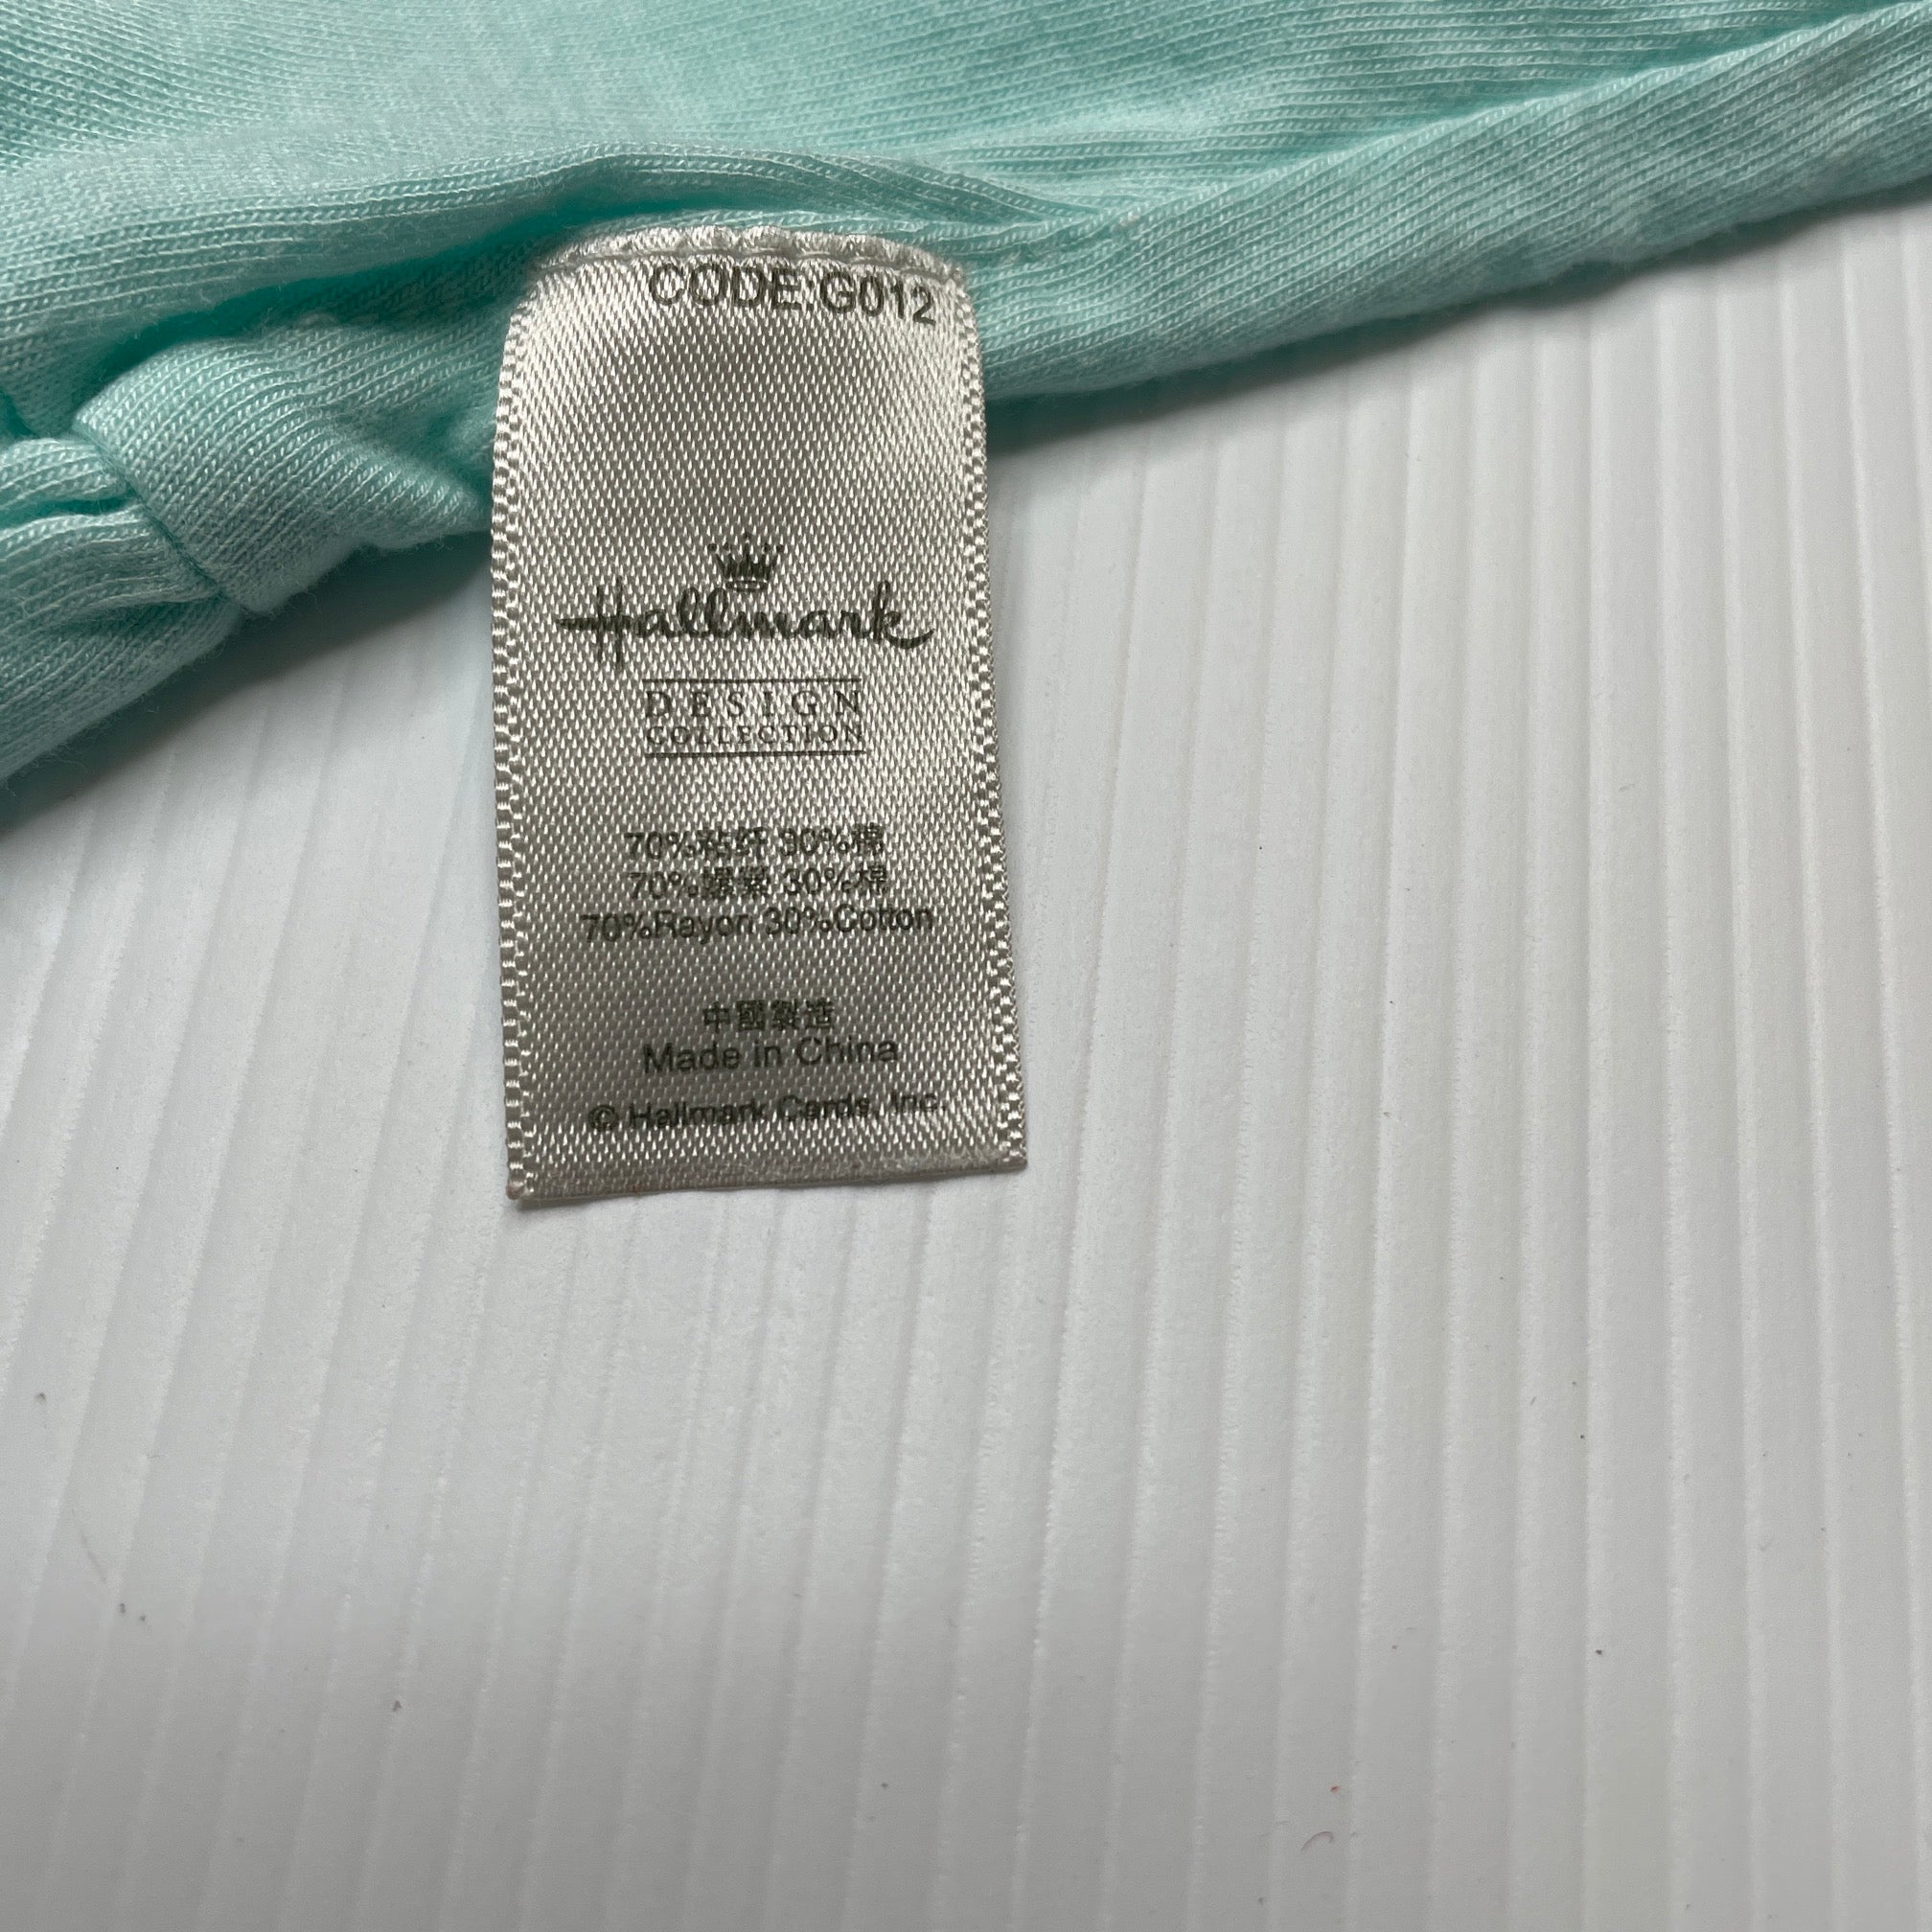 CODE:G012
Hallmark
DESIGN
COLLECTION
70%粘纤 30%棉
70%嫘縈 30%棉
70%Rayon 30%Cotton
中國製造
Made in China
© Hallmark Cards, Inc.